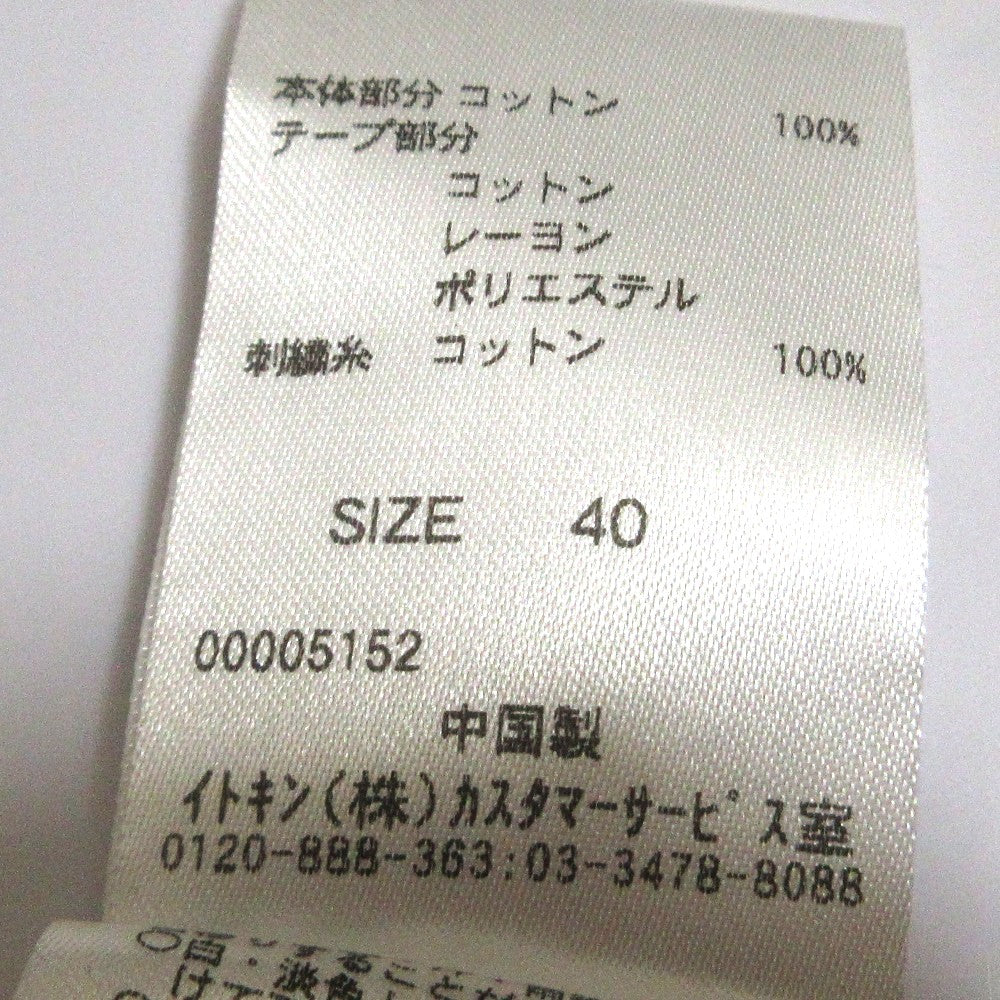 本体部分 コットン 100%
テープ部分
コットン
レーヨン
ポリエステル
刺繍糸 コットン 100%
SIZE 40
00005152
中国製
イトキン(株)カスタマーサービス室
0120-888-363:03-3478-8088